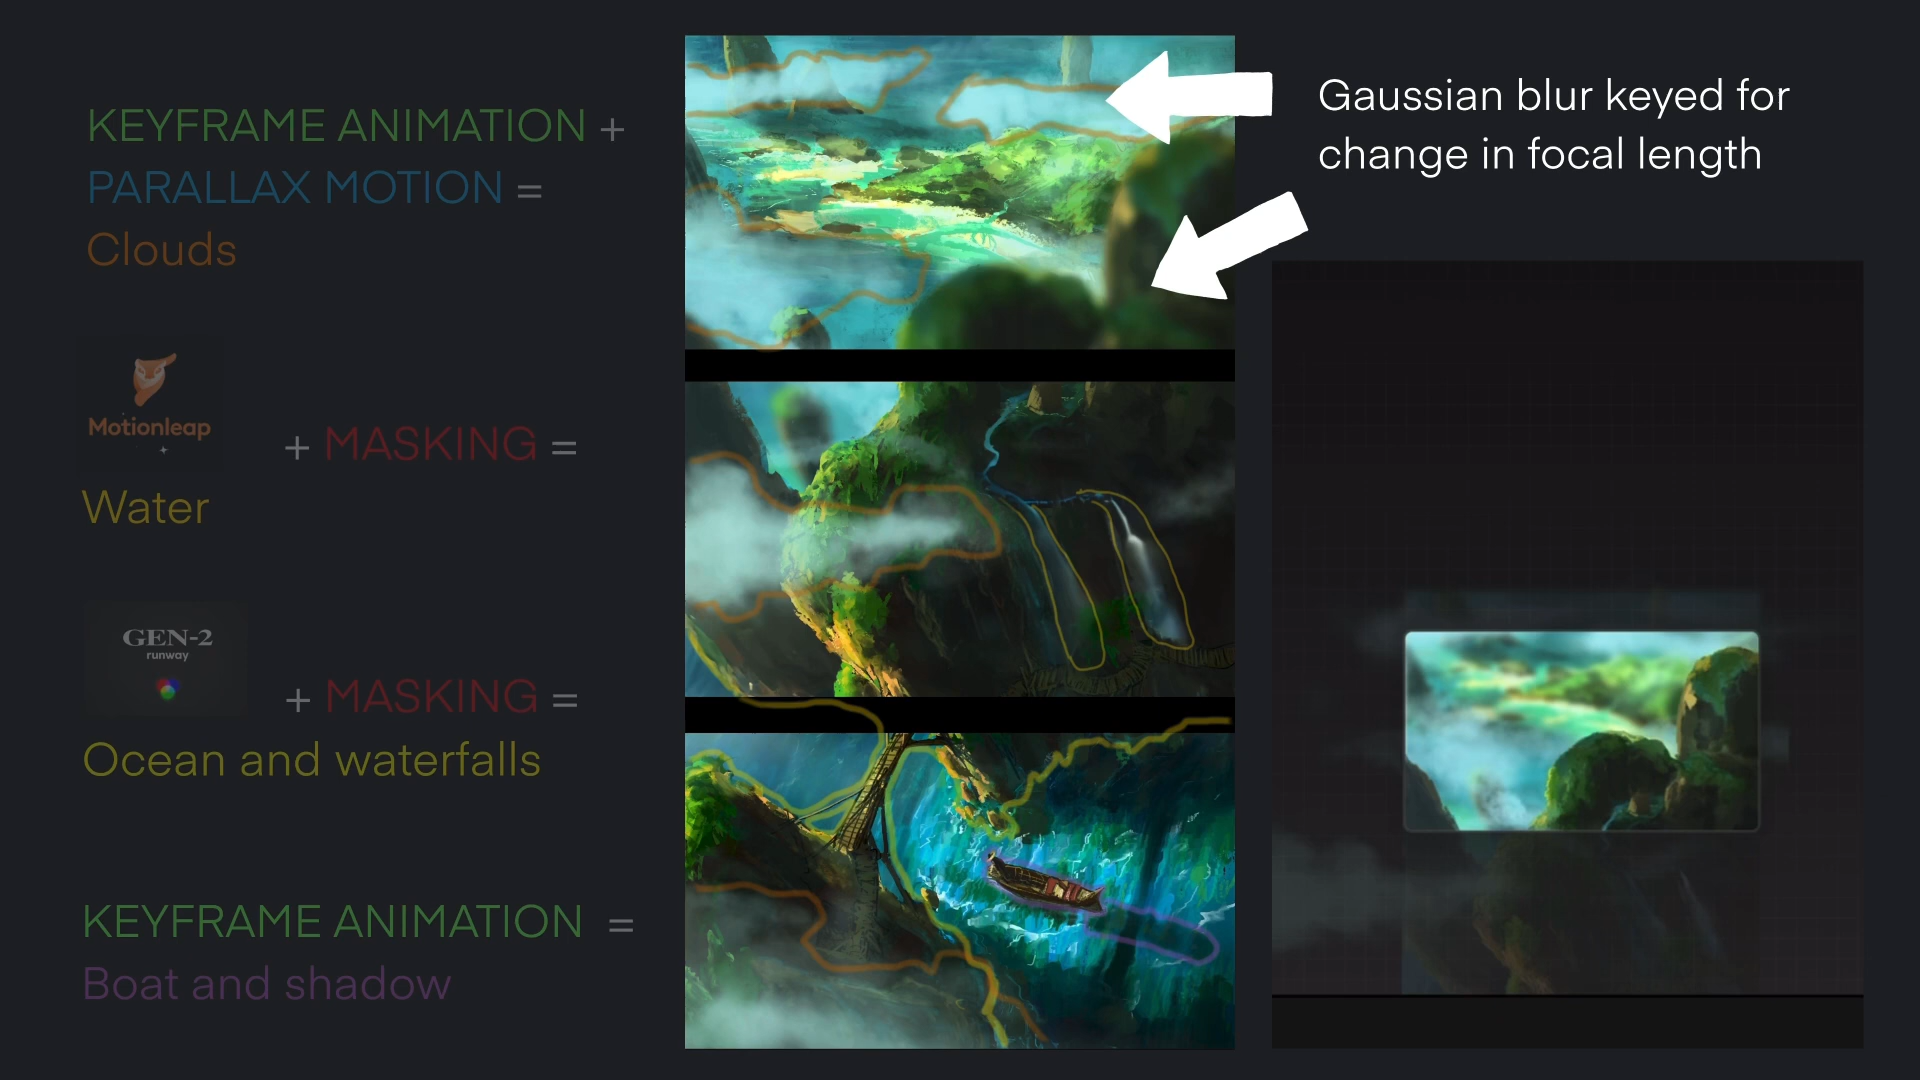 KEYFRAME ANIMATION +
PARALLAX MOTION =
Clouds
Motionleap
+ MASKING =
Water
GEN-2
runway
+ MASKING =
Ocean and waterfalls
KEYFRAME ANIMATION =
Boat and shadow
Gaussian blur keyed for
change in focal length